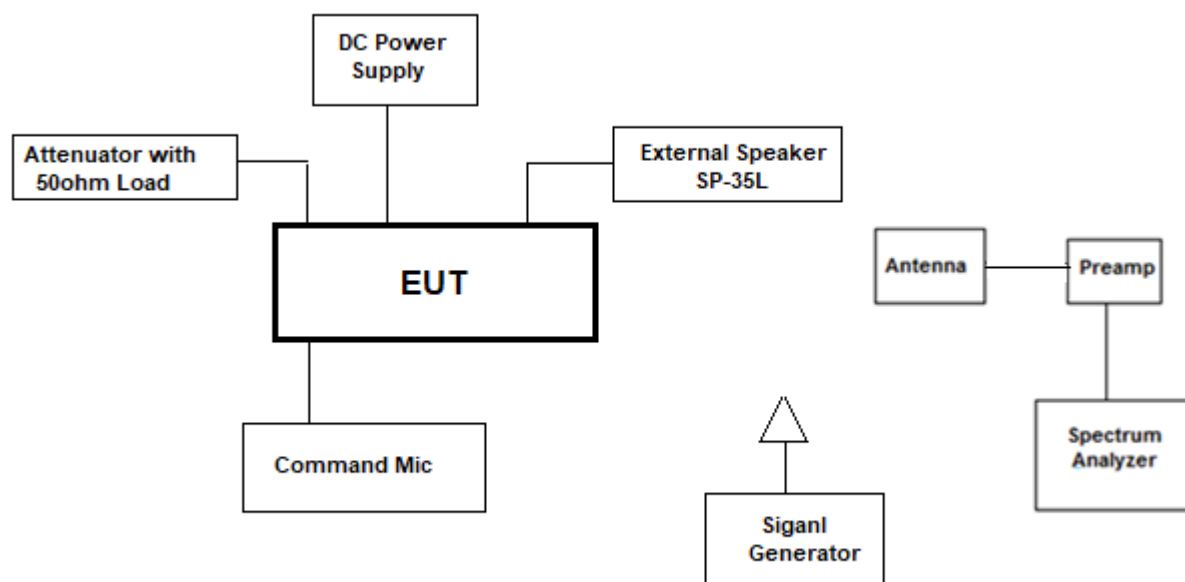 DC Power
Supply
Attenuator with
50ohm Load
External Speaker
SP-35L
EUT
Antenna
Preamp
Command Mic
Spectrum
Analyzer
Siganl
Generator